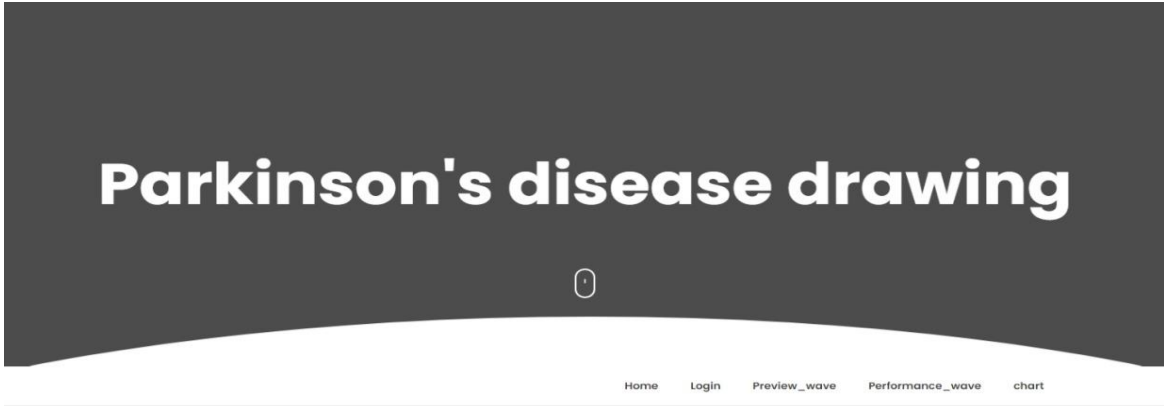 Parkinson's disease drawing
Home Login Preview_wave Performance_wave chart